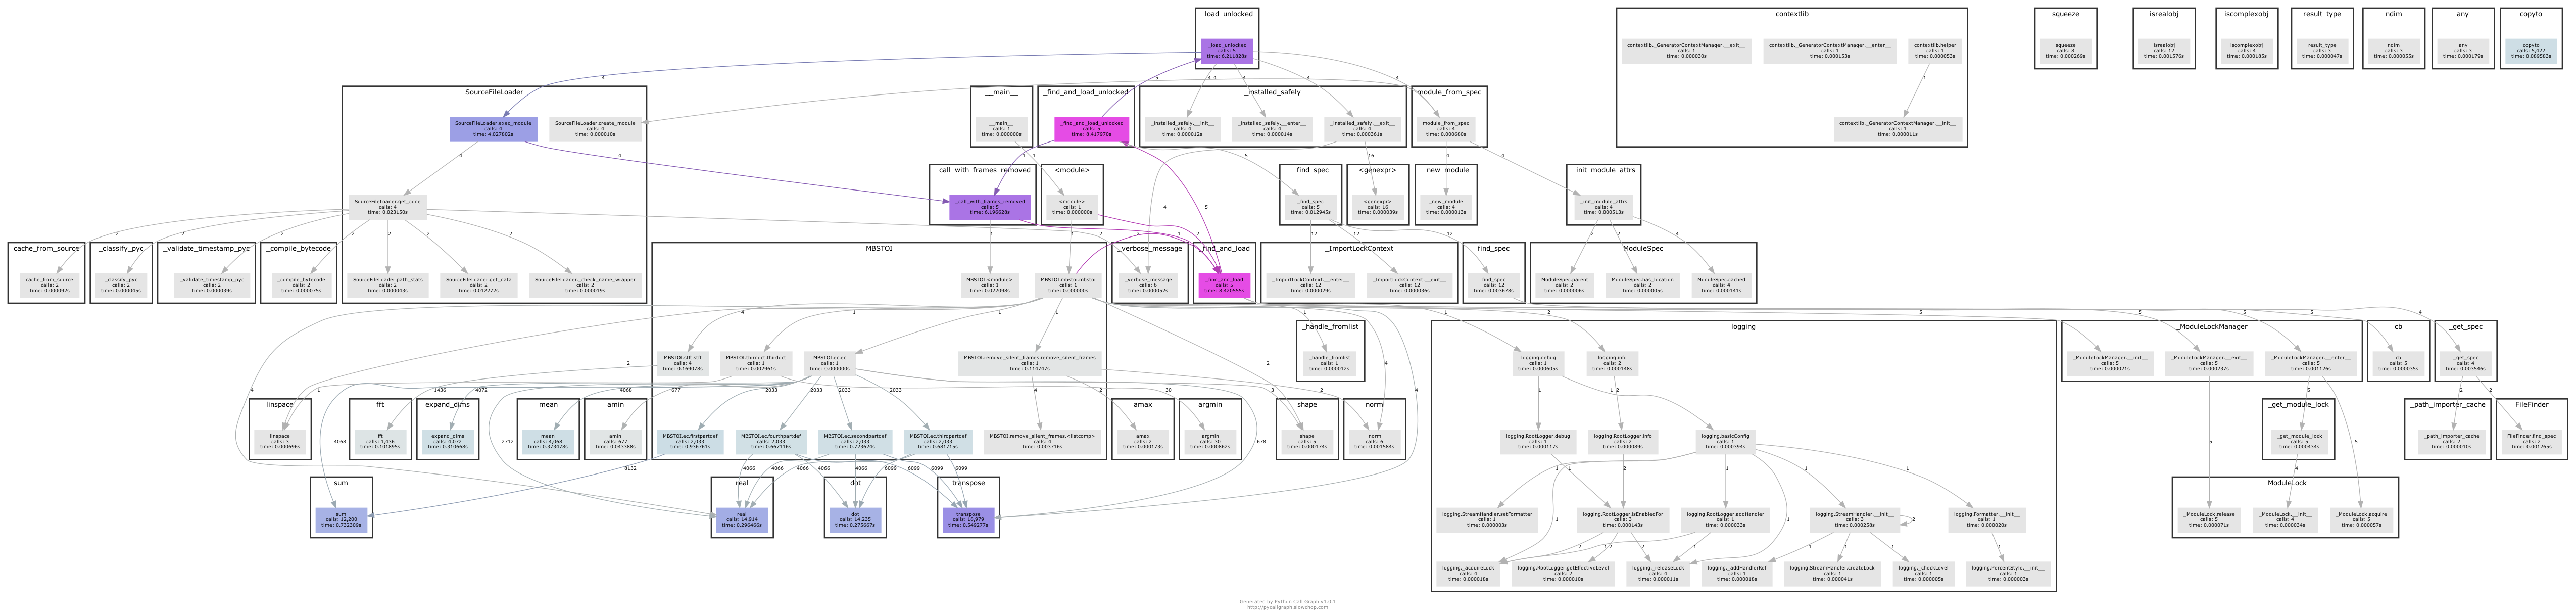 _load_unlocked
_load_unlocked
calls: 5
time: 6.211628s
contextlib
contextlib._GeneratorContextManager.__exit__
calls: 1
time: 0.000030s
contextlib._GeneratorContextManager.__enter__
calls: 1
time: 0.000153s
contextlib.helper
calls: 1
time: 0.000053s
contextlib._GeneratorContextManager.__init__
calls: 1
time: 0.000011s
squeeze
squeeze
calls: 8
time: 0.000269s
isrealobj
isrealobj
calls: 12
time: 0.001576s
iscomplexobj
iscomplexobj
calls: 4
time: 0.000185s
result_type
result_type
calls: 3
time: 0.000047s
ndim
ndim
calls: 3
time: 0.000055s
any
any
calls: 3
time: 0.000179s
copyto
copyto
calls: 5,422
time: 0.089583s
SourceFileLoader
SourceFileLoader.exec_module
calls: 4
time: 4.027802s
SourceFileLoader.create_module
calls: 4
time: 0.000010s
SourceFileLoader.get_code
calls: 4
time: 0.023150s
SourceFileLoader.path_stats
calls: 2
time: 0.000043s
SourceFileLoader.get_data
calls: 2
time: 0.012272s
SourceFileLoader._check_name_wrapper
calls: 2
time: 0.000019s
__main__
__main__
calls: 1
time: 0.000000s
_find_and_load_unlocked
_find_and_load_unlocked
calls: 5
time: 8.417970s
_installed_safely
_installed_safely.__init__
calls: 4
time: 0.000012s
_installed_safely.__enter__
calls: 4
time: 0.000014s
_installed_safely.__exit__
calls: 4
time: 0.000361s
module_from_spec
module_from_spec
calls: 4
time: 0.000680s
_call_with_frames_removed
_call_with_frames_removed
calls: 5
time: 6.196626s
<module>
<module>
calls: 1
time: 0.000000s
_find_spec
_find_spec
calls: 5
time: 0.012945s
<genexpr>
<genexpr>
calls: 16
time: 0.000039s
_new_module
_new_module
calls: 4
time: 0.000013s
_init_module_attrs
_init_module_attrs
calls: 4
time: 0.000513s
cache_from_source
cache_from_source
calls: 2
time: 0.000092s
_classify_pyc
_classify_pyc
calls: 2
time: 0.000045s
_validate_timestamp_pyc
_validate_timestamp_pyc
calls: 2
time: 0.000039s
_compile_bytecode
_compile_bytecode
calls: 2
time: 0.000075s
MBSTOI
MBSTOI.<module>
calls: 1
time: 0.022098s
MBSTOI.mbstoi.mbstoi
calls: 1
time: 0.000000s
_verbose_message
_verbose_message
calls: 6
time: 0.000052s
_find_and_load
_find_and_load
calls: 5
time: 8.420555s
_ImportLockContext
_ImportLockContext.__enter__
calls: 12
time: 0.000029s
_ImportLockContext.__exit__
calls: 12
time: 0.000036s
find_spec
find_spec
calls: 12
time: 0.003678s
ModuleSpec
ModuleSpec.parent
calls: 2
time: 0.000006s
ModuleSpec.has_location
calls: 2
time: 0.000005s
ModuleSpec.cached
calls: 4
time: 0.000141s
MBSTOI.stft.stft
calls: 4
time: 0.169078s
MBSTOI.thirdoct.thirdoct
calls: 1
time: 0.002961s
MBSTOI.ec.ec
calls: 1
time: 0.000000s
MBSTOI.remove_silent_frames.remove_silent_frames
calls: 1
time: 0.114747s
_handle_fromlist
_handle_fromlist
calls: 1
time: 0.000012s
logging
logging.debug
calls: 1
time: 0.000605s
logging.info
calls: 2
time: 0.000148s
_ModuleLockManager
_ModuleLockManager.__init__
calls: 5
time: 0.000021s
_ModuleLockManager.__exit__
calls: 5
time: 0.000237s
_ModuleLockManager.__enter__
calls: 5
time: 0.001126s
cb
cb
calls: 5
time: 0.000035s
_get_spec
_get_spec
calls: 4
time: 0.003546s
linspace
linspace
calls: 3
time: 0.000696s
fft
fft
calls: 1,436
time: 0.101895s
expand_dims
expand_dims
calls: 4,072
time: 0.310669s
mean
mean
calls: 4,068
time: 0.373478s
amin
amin
calls: 677
time: 0.043388s
MBSTOI.ec.firstpartdef
calls: 2,033
time: 0.936761s
MBSTOI.ec.fourthpartdef
calls: 2,033
time: 0.667116s
MBSTOI.ec.secondpartdef
calls: 2,033
time: 0.723624s
MBSTOI.ec.thirdpartdef
calls: 2,033
time: 0.681715s
MBSTOI.remove_silent_frames.<listcomp>
calls: 4
time: 0.003716s
amax
amax
calls: 2
time: 0.000173s
argmin
argmin
calls: 30
time: 0.000862s
shape
shape
calls: 5
time: 0.000174s
norm
norm
calls: 6
time: 0.001584s
logging.RootLogger.debug
calls: 1
time: 0.000117s
logging.RootLogger.info
calls: 2
time: 0.000089s
logging.basicConfig
calls: 1
time: 0.000394s
_get_module_lock
_get_module_lock
calls: 5
time: 0.000434s
_path_importer_cache
_path_importer_cache
calls: 2
time: 0.000010s
FileFinder
FileFinder.find_spec
calls: 2
time: 0.001265s
sum
sum
calls: 12,200
time: 0.732309s
real
real
calls: 14,914
time: 0.296466s
dot
dot
calls: 14,235
time: 0.275667s
transpose
transpose
calls: 18,979
time: 0.549277s
logging.StreamHandler.setFormatter
calls: 1
time: 0.000003s
logging.RootLogger.isEnabledFor
calls: 3
time: 0.000143s
logging.RootLogger.addHandler
calls: 1
time: 0.000033s
logging.StreamHandler.__init__
calls: 3
time: 0.000258s
logging.Formatter.__init__
calls: 1
time: 0.000020s
_ModuleLock
_ModuleLock.release
calls: 5
time: 0.000071s
_ModuleLock.__init__
calls: 4
time: 0.000034s
_ModuleLock.acquire
calls: 5
time: 0.000057s
logging._acquireLock
calls: 4
time: 0.000018s
logging.RootLogger.getEffectiveLevel
calls: 2
time: 0.000010s
logging._releaseLock
calls: 4
time: 0.000011s
logging._addHandlerRef
calls: 1
time: 0.000018s
logging.StreamHandler.createLock
calls: 1
time: 0.000041s
logging._checkLevel
calls: 1
time: 0.000005s
logging.PercentStyle.__init__
calls: 1
time: 0.000003s
Generated by Python Call Graph v1.0.1
http://pycallgraph.slowchop.com